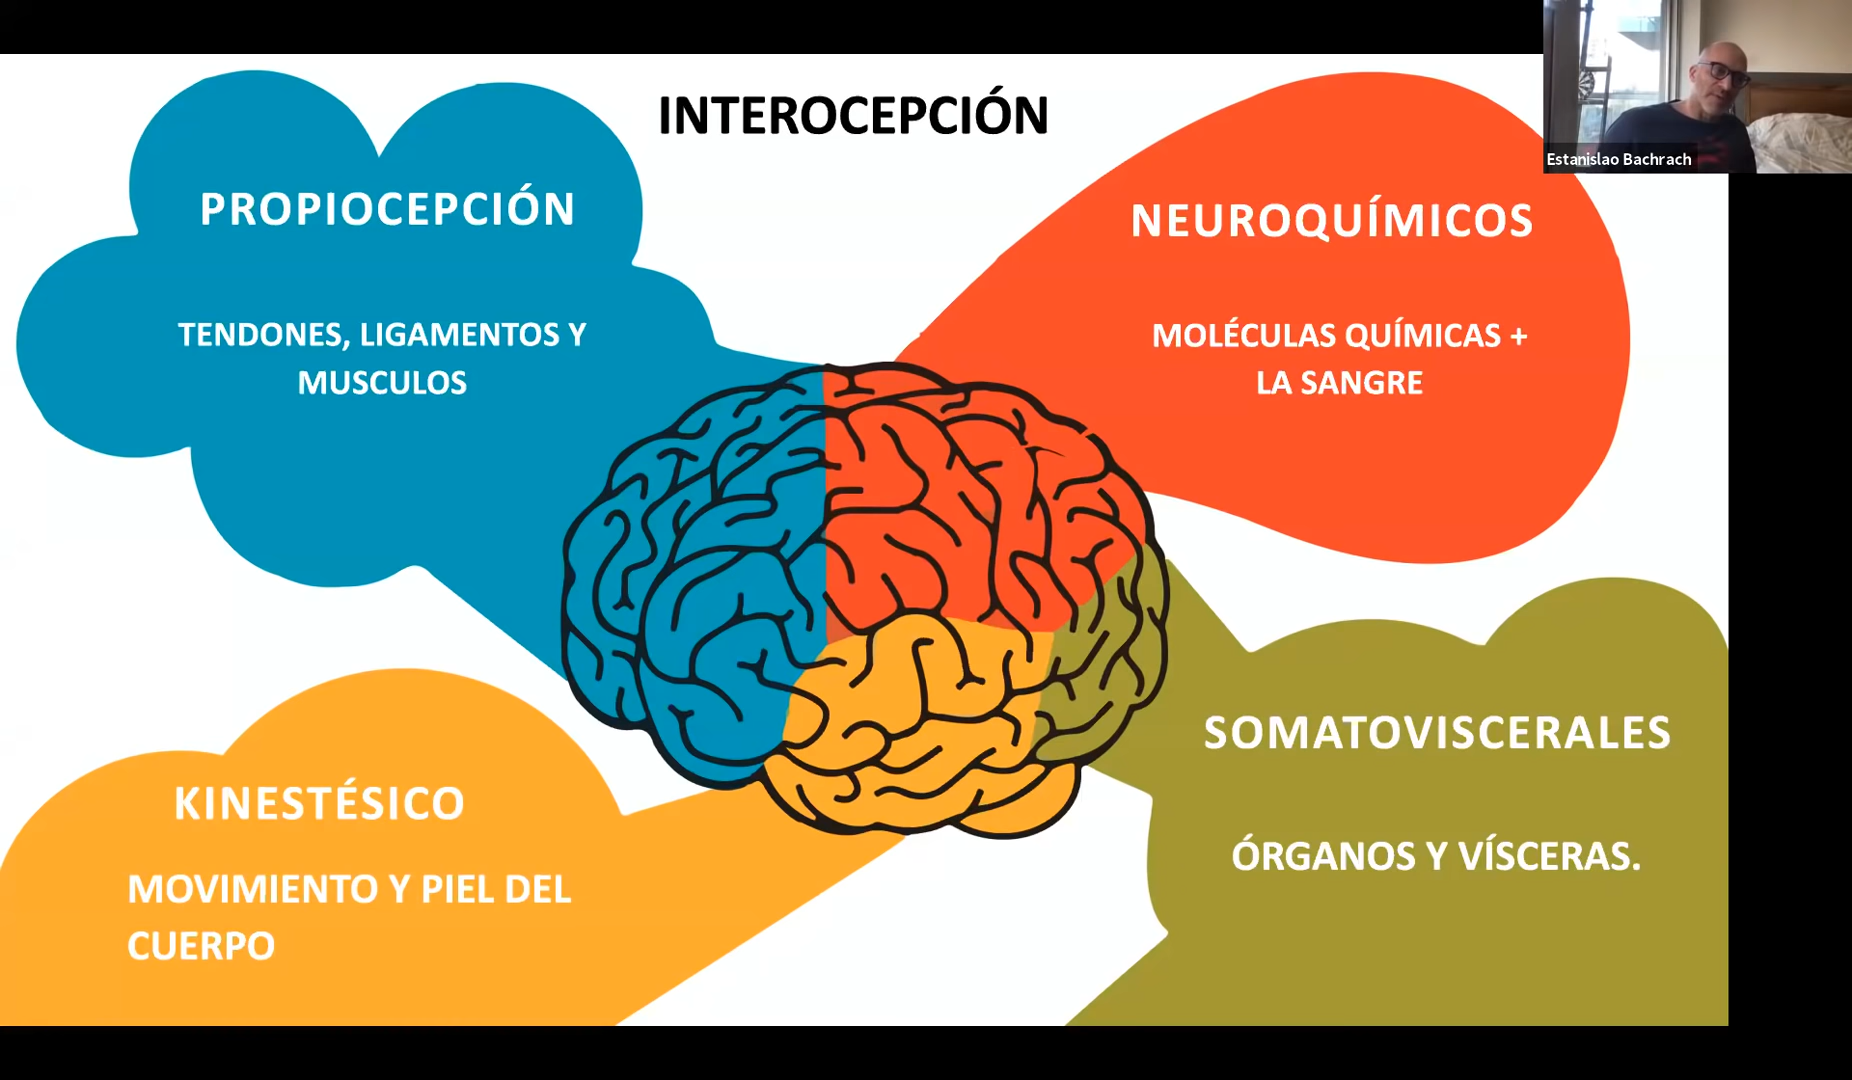 INTEROCEPCIÓN
Estanislao Bachrach
PROPIOCEPCIÓN
TENDONES, LIGAMENTOS Y
MUSCULOS
NEUROQUÍMICOS
MOLÉCULAS QUÍMICAS +
LA SANGRE
KINESTÉSICO
MOVIMIENTO Y PIEL DEL
CUERPO
SOMATOVISCERALES
ÓRGANOS Y VÍSCERAS.